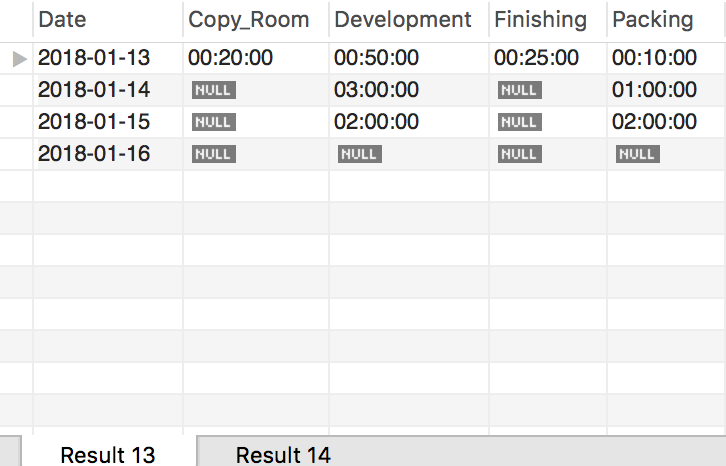 Date Copy_Room Development Finishing Packing
2018-01-13 00:20:00 00:50:00 00:25:00 00:10:00
2018-01-14 NULL 03:00:00 NULL 01:00:00
2018-01-15 NULL 02:00:00 NULL 02:00:00
2018-01-16 NULL NULL NULL NULL
Result 13 Result 14